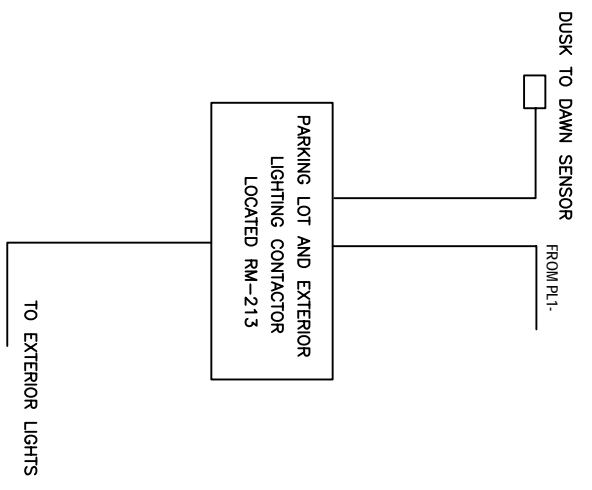 DUSK TO DAWN SENSOR
FROM PL1-
PARKING LOT AND EXTERIOR
LIGHTING CONTACTOR
LOCATED RM-213
TO EXTERIOR LIGHTS